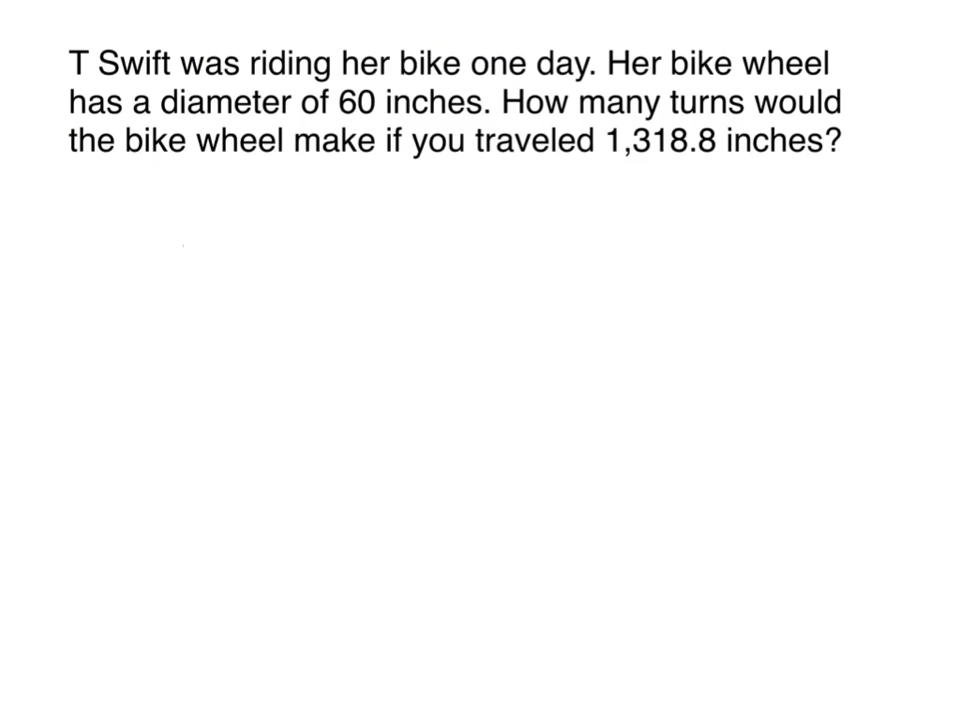 T Swift was riding her bike one day. Her bike wheel
has a diameter of 60 inches. How many turns would
the bike wheel make if you traveled 1,318.8 inches?